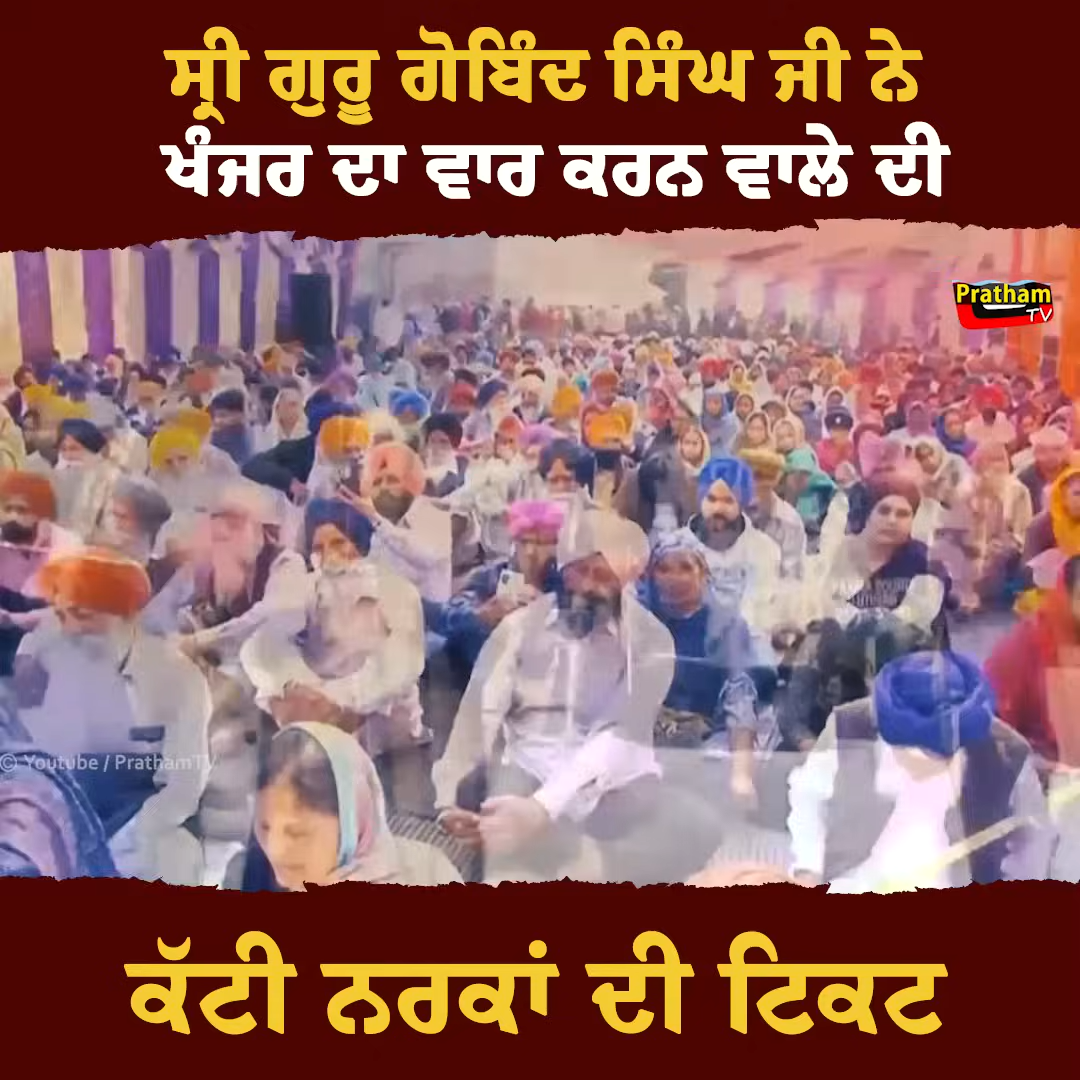 ਸ੍ਰੀ ਗੁਰੂ ਗੋਬਿੰਦ ਸਿੰਘ ਜੀ ਨੇ
ਖੰਜਰ ਦਾ ਵਾਰ ਕਰਨ ਵਾਲੇ ਦੀ
Pratham
TV
© Youtube / PrathamTV
ਕੱਟੀ ਨਰਕਾਂ ਦੀ ਟਿਕਟ